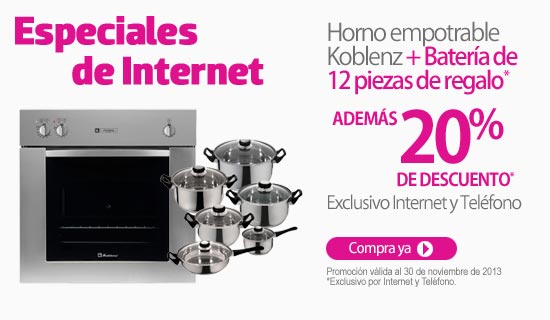 Especiales
de Internet
Horno empotrable
Koblenz + Batería de
12 piezas de regalo*
ADEMÁS 20%
DE DESCUENTO*
Exclusivo Internet y Teléfono
Compra ya
Promoción válida al 30 de noviembre de 2013
*Exclusivo por Internet y Teléfono.